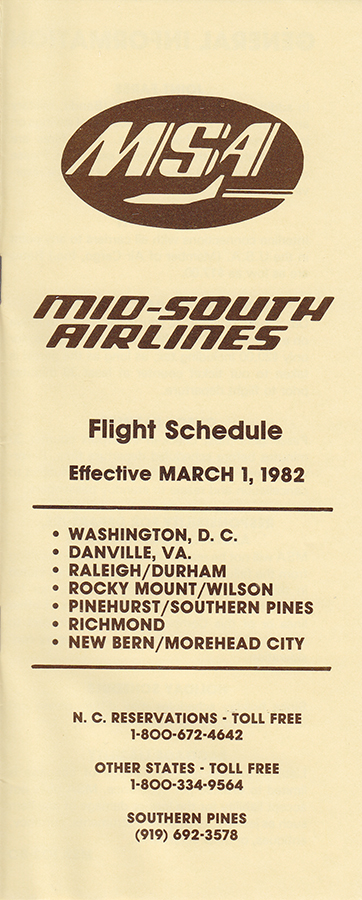 MSA
MID-SOUTH
AIRLINES
Flight Schedule
Effective MARCH 1, 1982
• WASHINGTON, D. C.
• DANVILLE, VA.
• RALEIGH/DURHAM
• ROCKY MOUNT/WILSON
• PINEHURST/SOUTHERN PINES
• RICHMOND
• NEW BERN/MOREHEAD CITY
N. C. RESERVATIONS - TOLL FREE
1-800-672-4642
OTHER STATES - TOLL FREE
1-800-334-9564
SOUTHERN PINES
(919) 692-3578